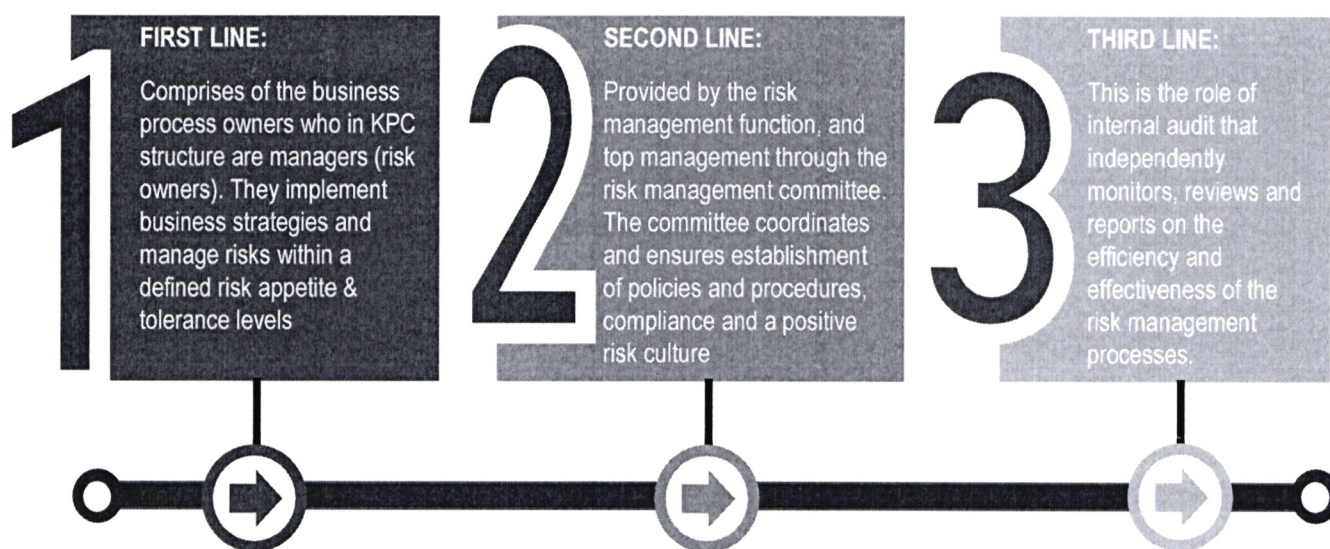 1
FIRST LINE:
Comprises of the business
process owners who in KPC
structure are managers (risk
owners). They implement
business strategies and
manage risks within a
defined risk appetite &
tolerance levels
2
SECOND LINE:
Provided by the risk
management function, and
top management through the
risk management committee.
The committee coordinates
and ensures establishment
of policies and procedures,
compliance and a positive
risk culture
3
THIRD LINE:
This is the role of
internal audit that
independently
monitors, reviews and
reports on the
efficiency and
effectiveness of the
risk management
processes.